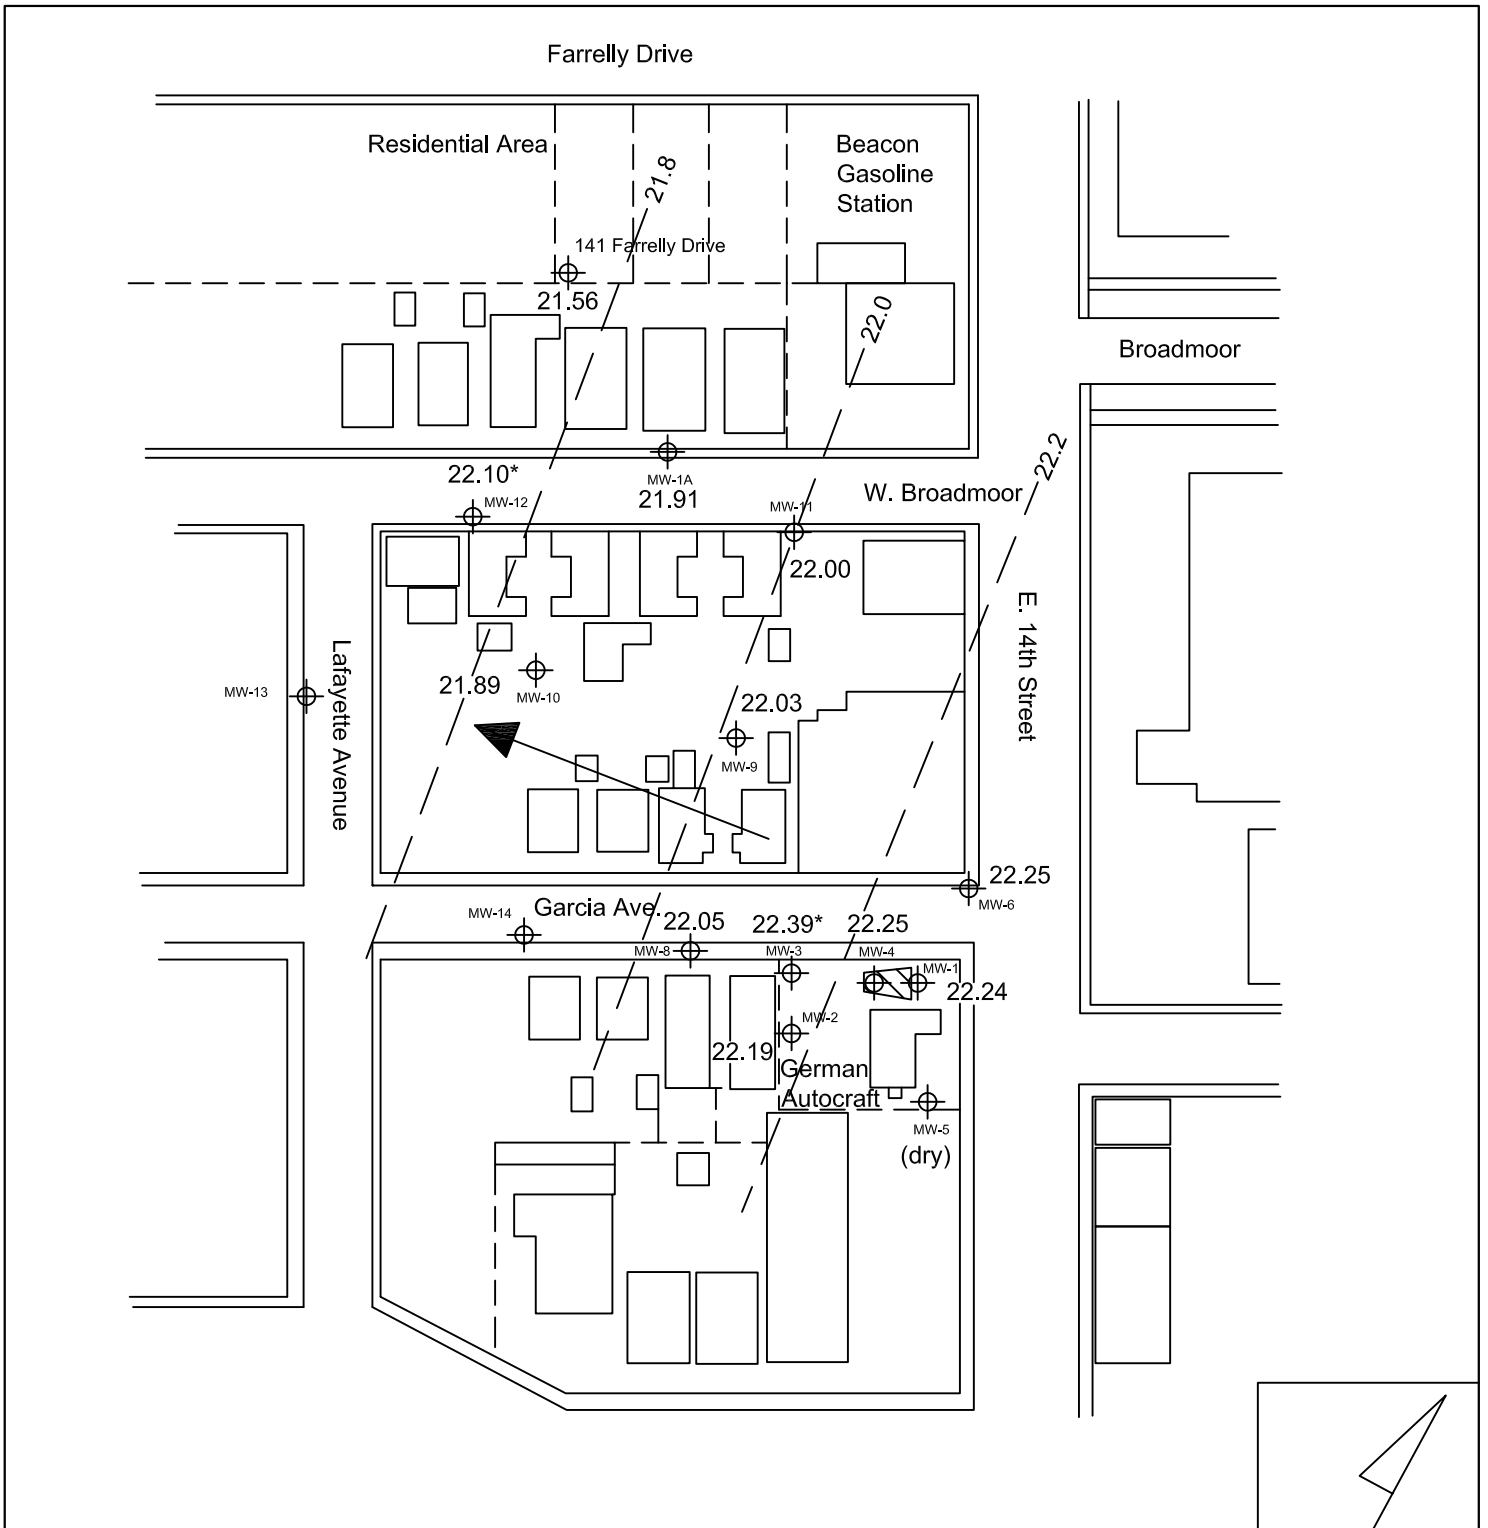 Farrelly Drive
Residential Area
Beacon
Gasoline
Station
21.8
141 Farrelly Drive
21.56
22.0
Broadmoor
22.2
22.10*
MW-12
MW-1A
21.91
W. Broadmoor
MW-11
22.00
E. 14th Street
Lafayette Avenue
MW-13
21.89
MW-10
22.03
MW-9
22.25
MW-6
MW-14
Garcia Ave.
22.05
MW-8
22.39*
MW-3
22.25
MW-4
MW-1
22.24
MW-2
22.19
German
Autocraft
MW-5
(dry)